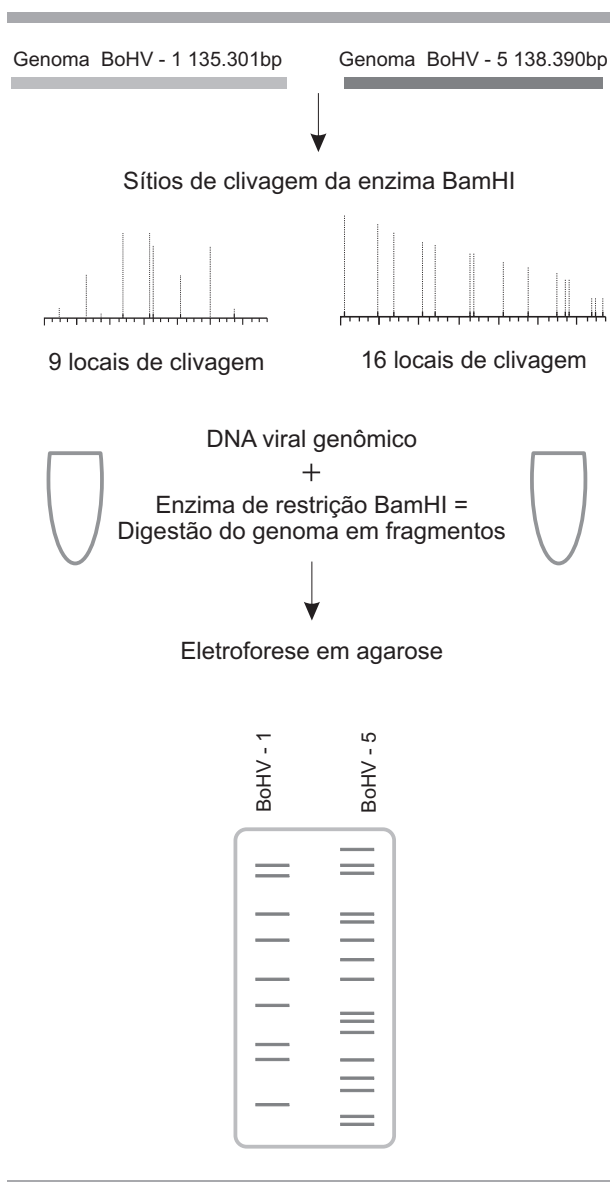 Genoma BoHV - 1 135.301bp
Genoma BoHV - 5 138.390bp
Sítios de clivagem da enzima BamHI
9 locais de clivagem
16 locais de clivagem
DNA viral genômico
+
Enzima de restrição BamHI =
Digestão do genoma em fragmentos
Eletroforese em agarose
BoHV - 1
BoHV - 5